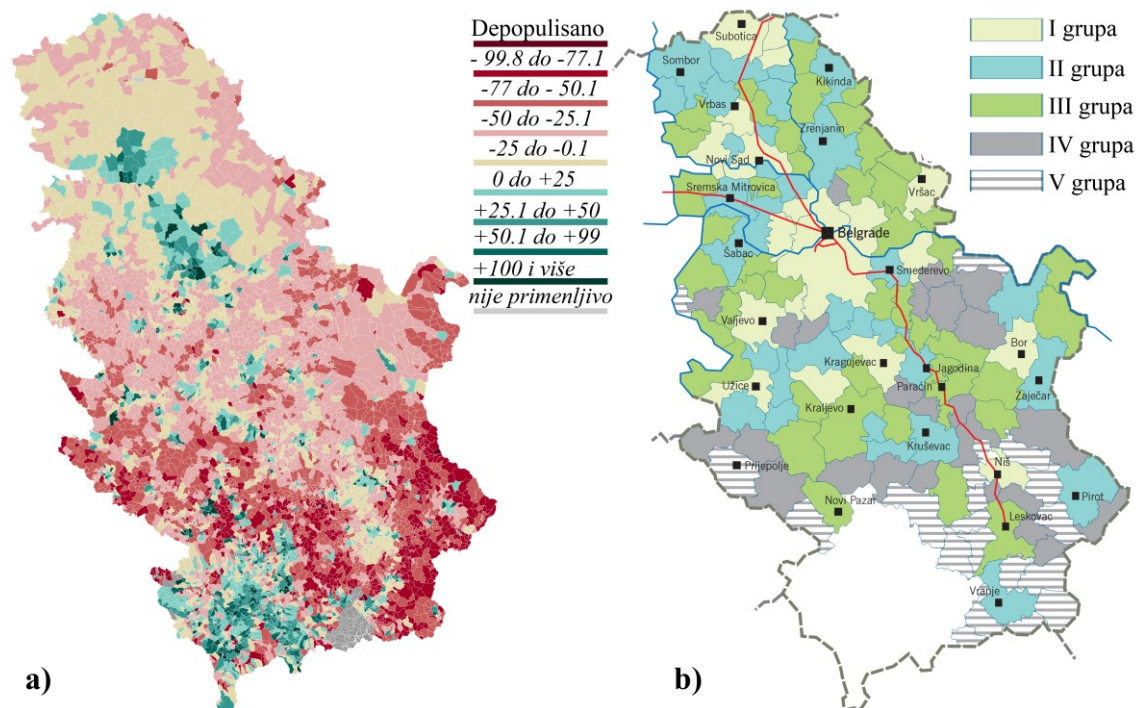 Depopulisano
- 99.8 do -77.1
-77 do - 50.1
-50 do -25.1
-25 do -0.1
0 do +25
+25.1 do +50
+50.1 do +99
+100 i više
nije primenljivo
a)
I grupa
II grupa
III grupa
IV grupa
V grupa
Subotica
Sombor
Kikinda
Vrbas
Zrenjanin
Novi Sad
Sremska Mitrovica
Vršac
Belgrade
Šabac
Smederevo
Valjevo
Bor
Kragujevac
Jagodina
Užice
Paraćin
Zaječar
Kraljevo
Kruševac
Prijepolje
Niš
Pirot
Novi Pazar
Leskovac
Vranje
b)